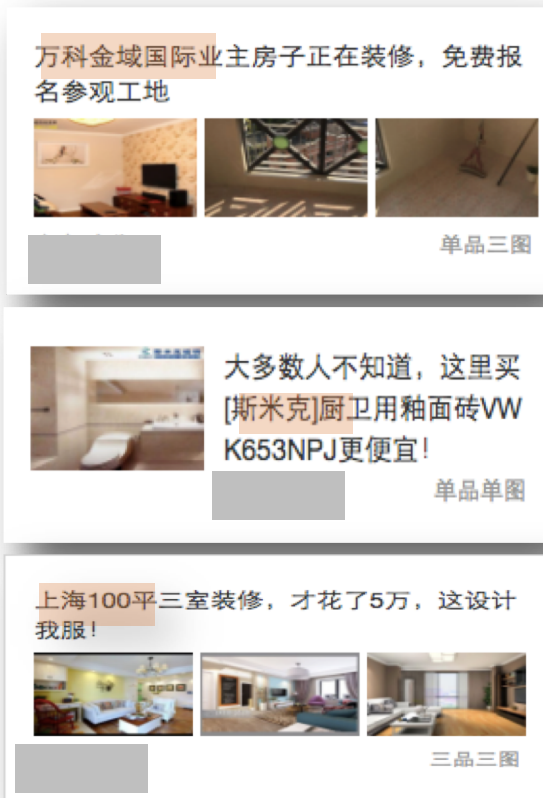 万科金域国际业主房子正在装修，免费报
名参观工地
单品三图
大多数人不知道，这里买
[斯米克]厨卫用釉面砖VW
K653NPJ更便宜！
单品单图
上海100平三室装修，才花了5万，这设计
我服！
三品三图